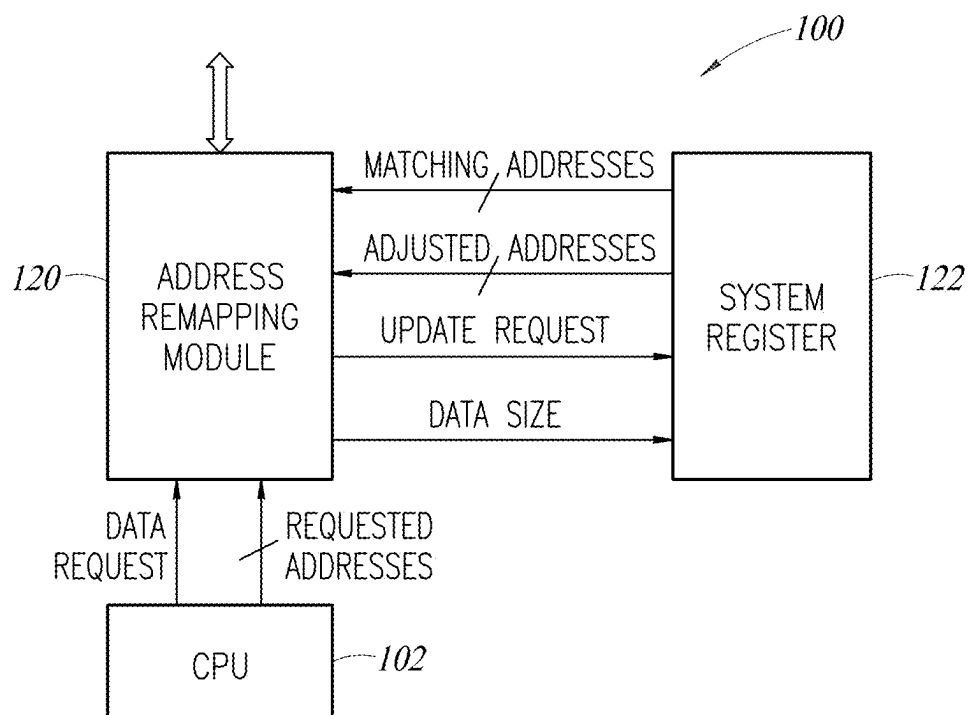 100
MATCHING ADDRESSES
ADJUSTED ADDRESSES
UPDATE REQUEST
DATA SIZE
120
ADDRESS
REMAPPING
MODULE
SYSTEM
REGISTER
122
DATA
REQUEST
REQUESTED
ADDRESSES
CPU
102